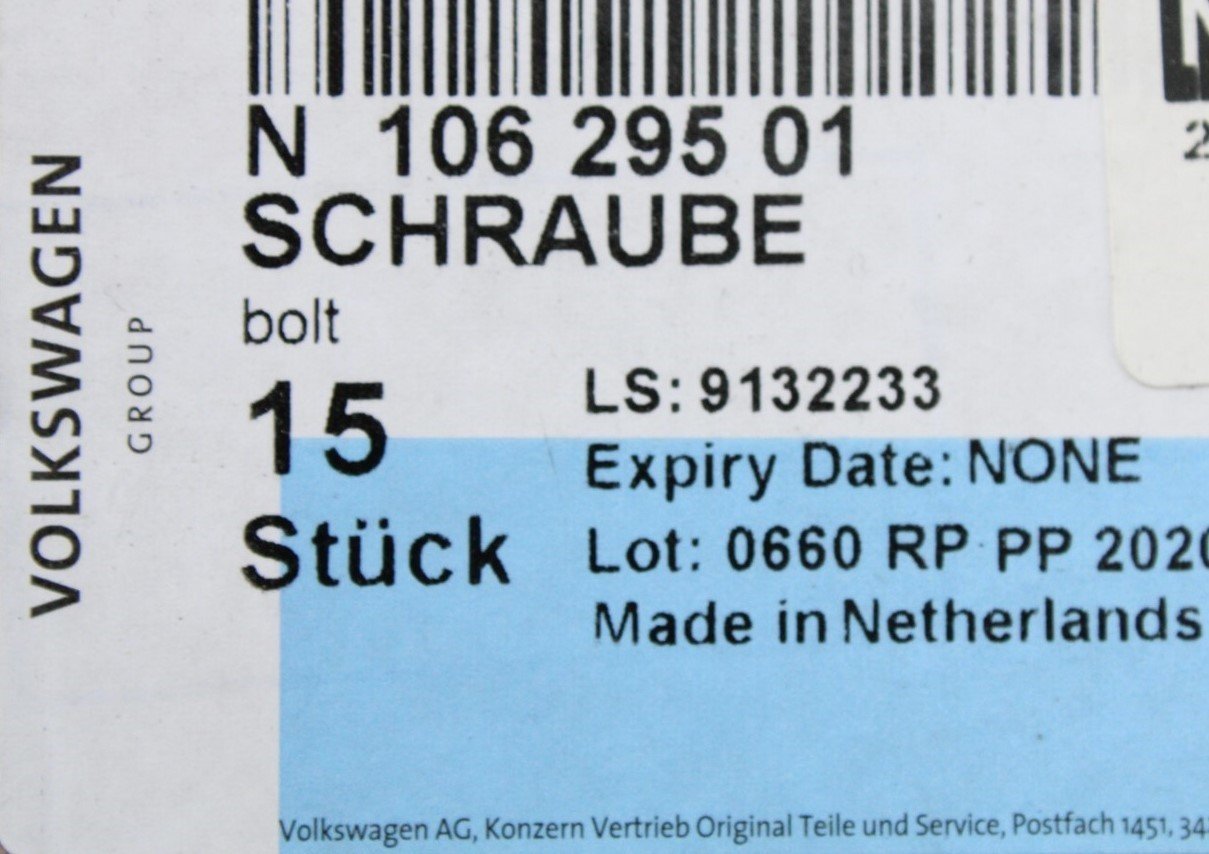 N 106 295 01
SCHRAUBE
bolt
15
Stück
LS: 9132233
Expiry Date: NONE
Lot: 0660 RP PP 2020
Made in Netherlands
VOLKSWAGEN
GROUP
Volkswagen AG, Konzern Vertrieb Original Teile und Service, Postfach 1451,